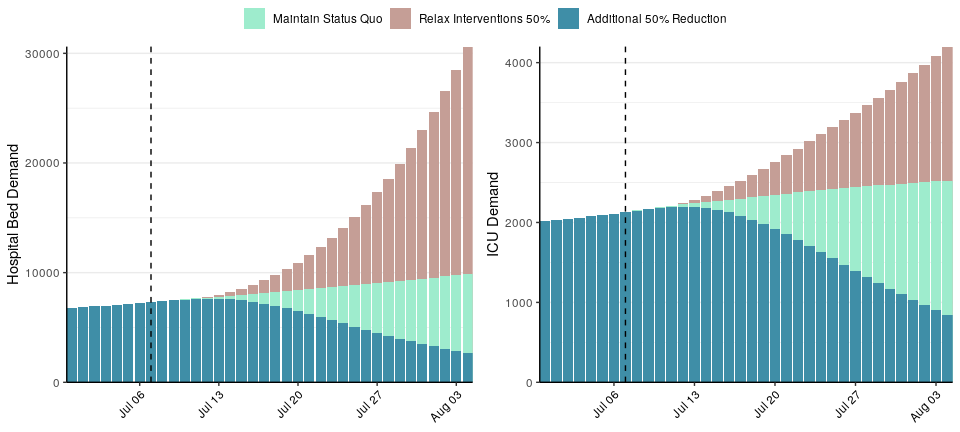 Maintain Status Quo Relax Interventions 50% Additional 50% Reduction
Hospital Bed Demand
30000
20000
10000
0
Jul 06 Jul 13 Jul 20 Jul 27 Aug 03
ICU Demand
4000
3000
2000
1000
0
Jul 06 Jul 13 Jul 20 Jul 27 Aug 03